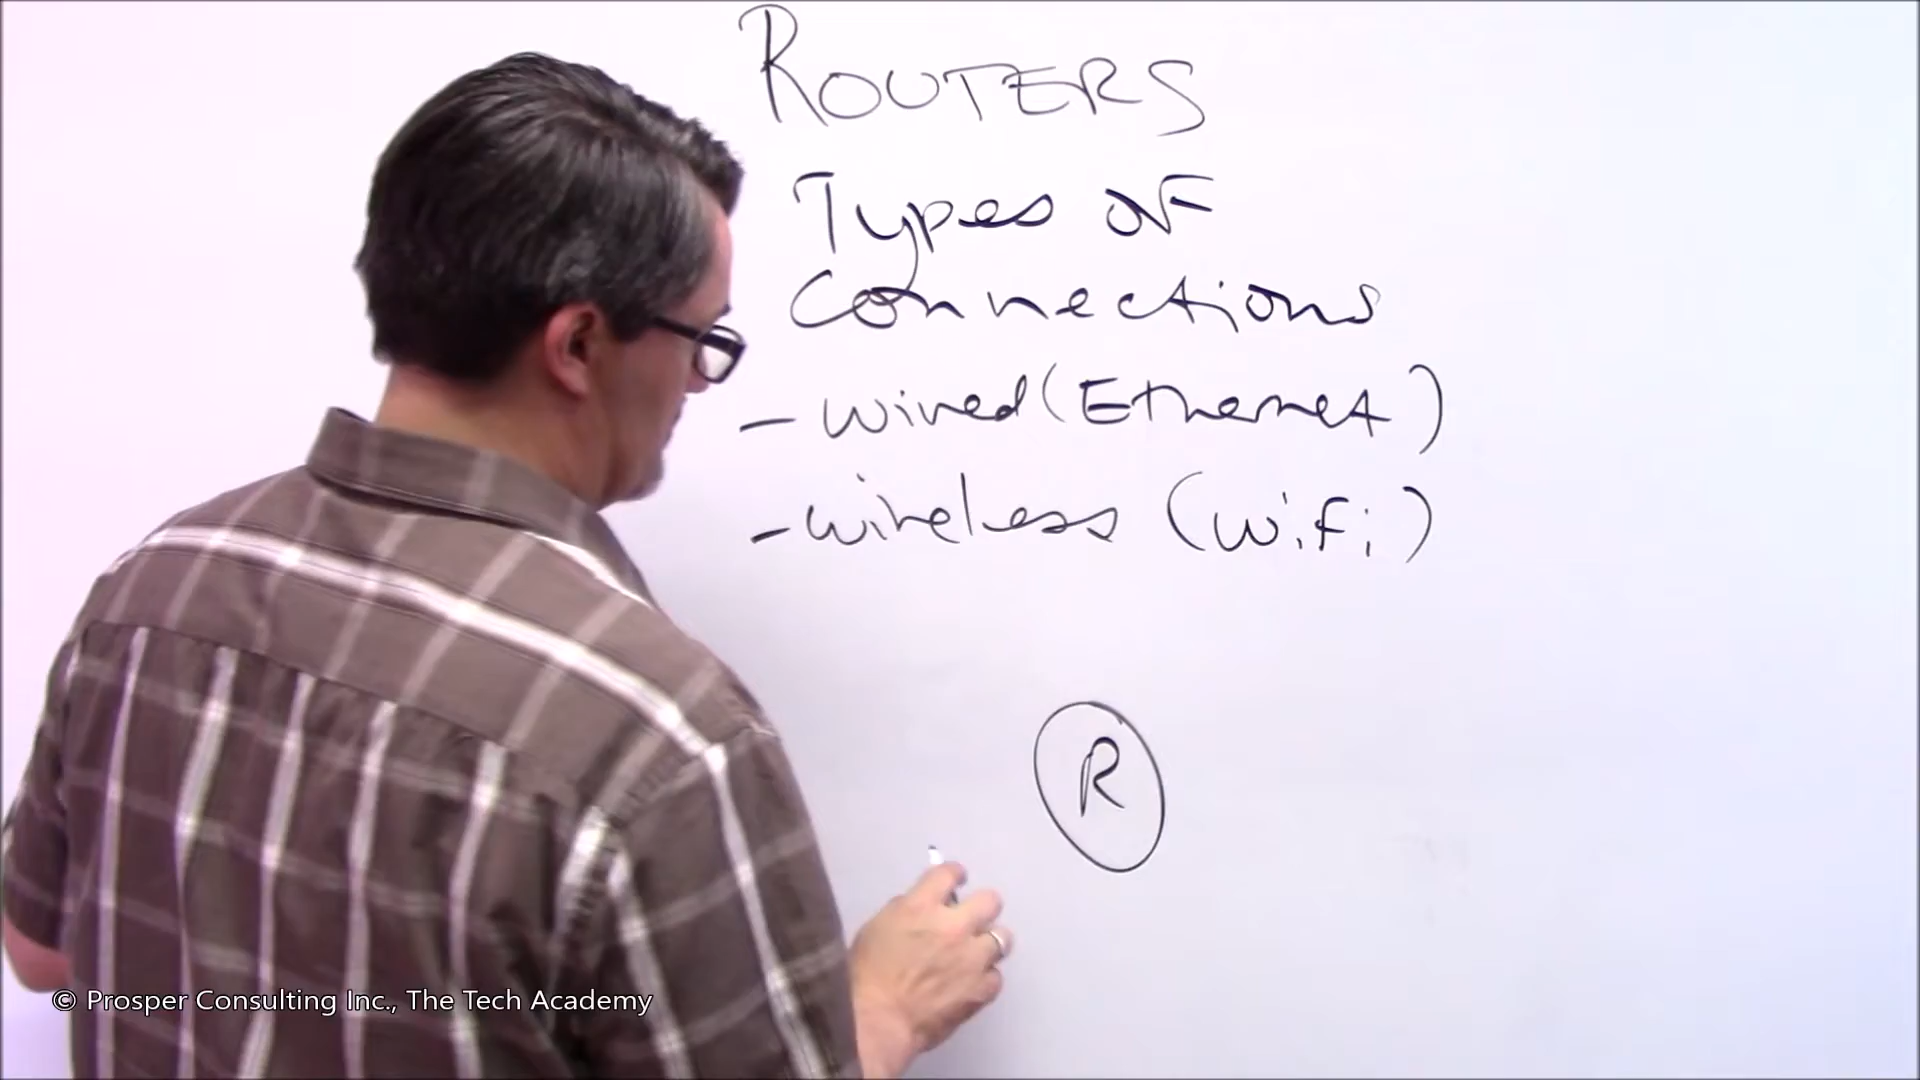 ROUTERS
Types of
Connections
- wired (Ethernet)
- wireless (WiFi)
R
© Prosper Consulting Inc., The Tech Academy